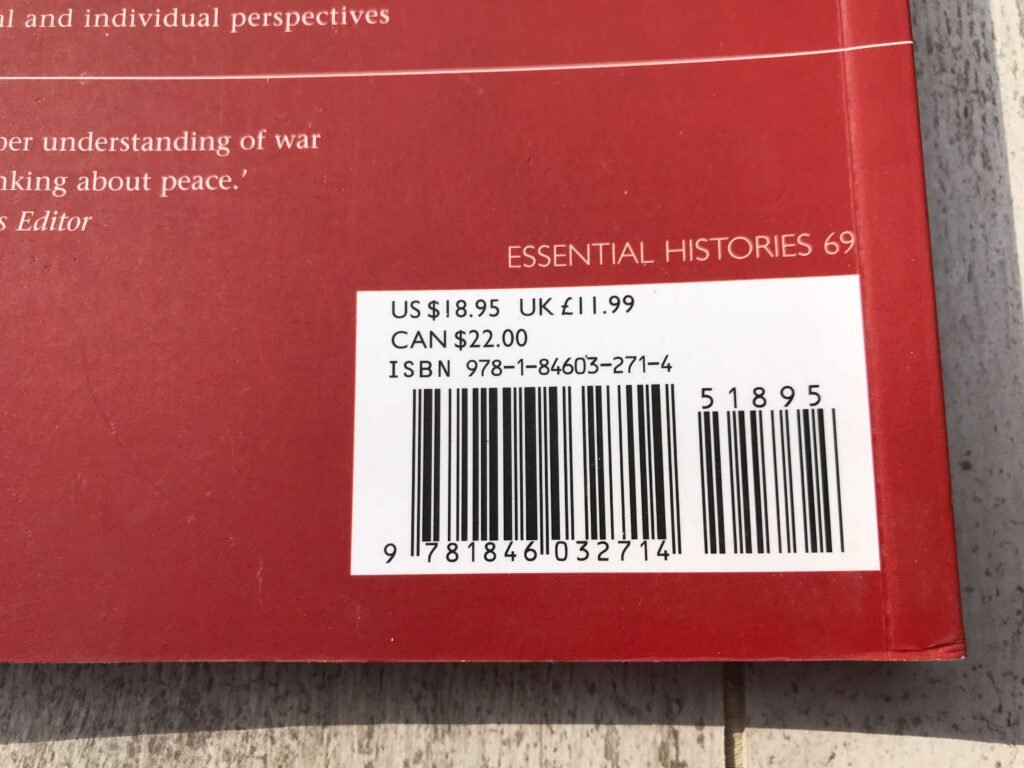 al and individual perspectives
per understanding of war
nking about peace.'
s Editor
ESSENTIAL HISTORIES 69
US $18.95 UK £11.99
CAN $22.00
ISBN 978-1-84603-271-4
51895
9 781846 032714